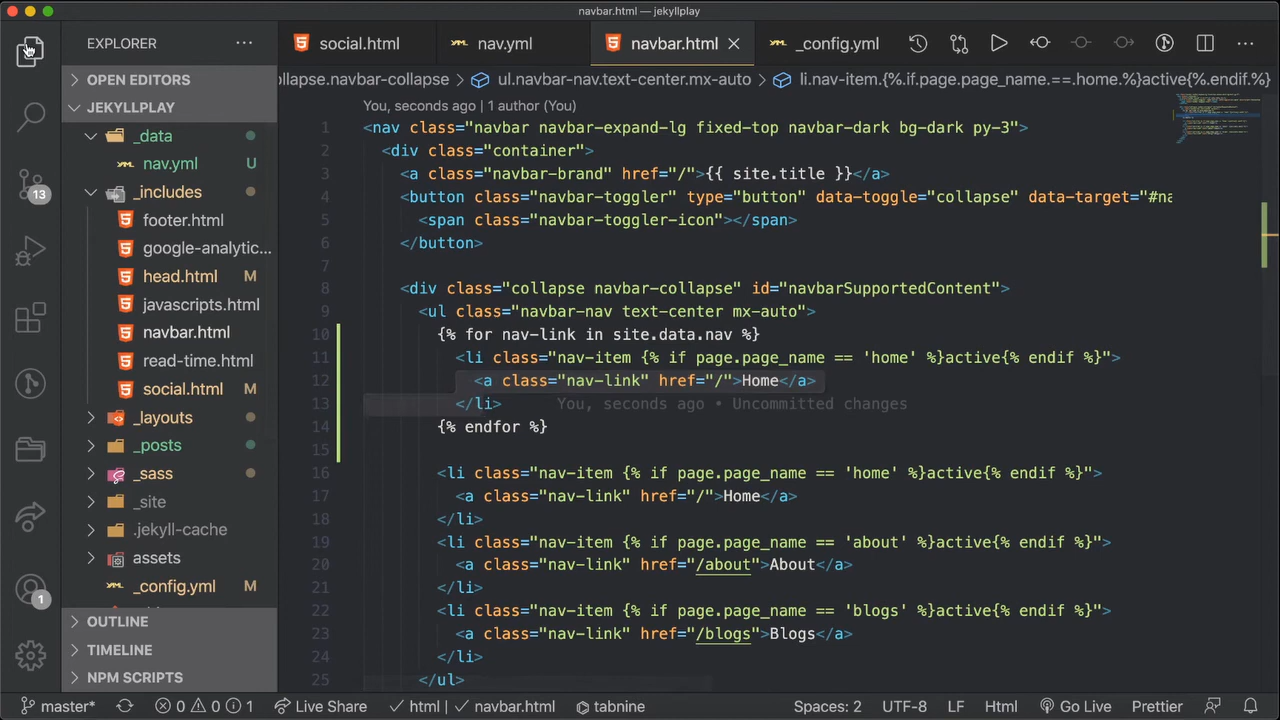 navbar.html — jekyllplay
EXPLORER
social.html
nav.yml
navbar.html
_config.yml
OPEN EDITORS
JEKYLLPLAY
_data
nav.yml U
_includes
footer.html
google-analytic...
head.html M
javascripts.html
navbar.html
read-time.html
social.html M
_layouts
_posts
_sass
_site
.jekyll-cache
assets
_config.yml M
OUTLINE
TIMELINE
NPM SCRIPTS
13
1
ollapse.navbar-collapse > ul.navbar-nav.text-center.mx-auto > li.nav-item.{%.if.page.page_name.==.home.%}active{%.endif.%}
You, seconds ago | 1 author (You)
1 <nav class="navbar navbar-expand-lg fixed-top navbar-dark bg-dark py-3">
2 <div class="container">
3 <a class="navbar-brand" href="/">{{ site.title }}</a>
4 <button class="navbar-toggler" type="button" data-toggle="collapse" data-target="#na
5 <span class="navbar-toggler-icon"></span>
6 </button>
7
8 <div class="collapse navbar-collapse" id="navbarSupportedContent">
9 <ul class="navbar-nav text-center mx-auto">
10 {% for nav-link in site.data.nav %}
11 <li class="nav-item {% if page.page_name == 'home' %}active{% endif %}">
12 <a class="nav-link" href="/">Home</a>
13 </li> You, seconds ago • Uncommitted changes
14 {% endfor %}
15
16 <li class="nav-item {% if page.page_name == 'home' %}active{% endif %}">
17 <a class="nav-link" href="/">Home</a>
18 </li>
19 <li class="nav-item {% if page.page_name == 'about' %}active{% endif %}">
20 <a class="nav-link" href="/about">About</a>
21 </li>
22 <li class="nav-item {% if page.page_name == 'blogs' %}active{% endif %}">
23 <a class="nav-link" href="/blogs">Blogs</a>
24 </li>
25 </ul>
master* 0 0 1 Live Share html navbar.html tabnine Spaces: 2 UTF-8 LF Html Go Live Prettier